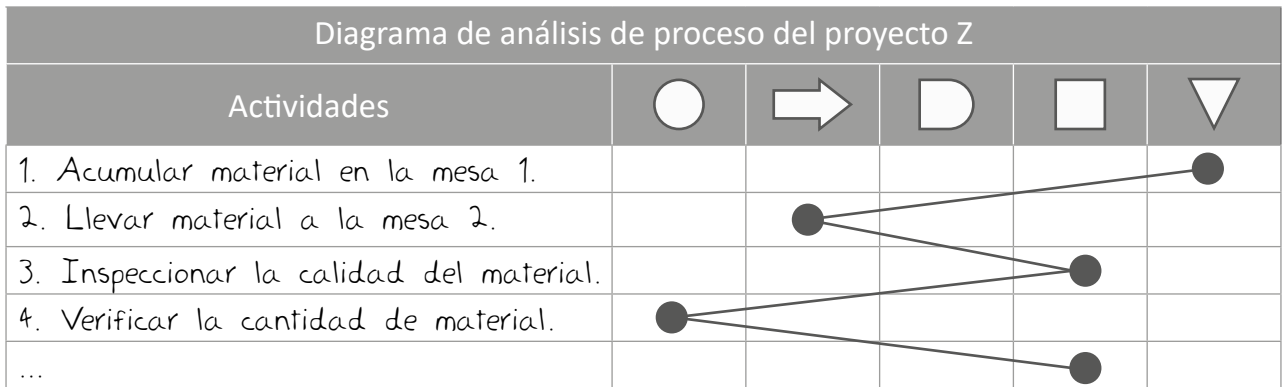 Diagrama de análisis de proceso del proyecto Z
Actividades
1. Acumular material en la mesa 1.
2. Llevar material a la mesa 2.
3. Inspeccionar la calidad del material.
4. Verificar la cantidad de material.
...